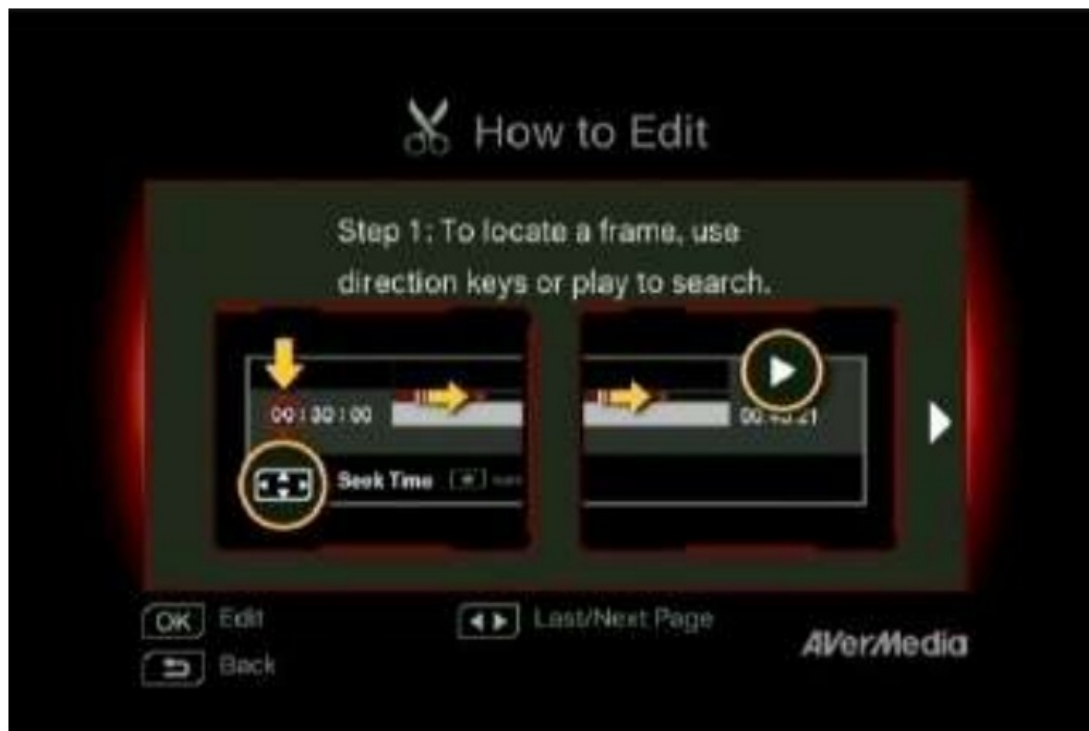 How to Edit
Step 1: To locate a frame, use
direction keys or play to search.
00:30:00
Seek Time
OK Edit
Last/Next Page
Back
AVerMedia